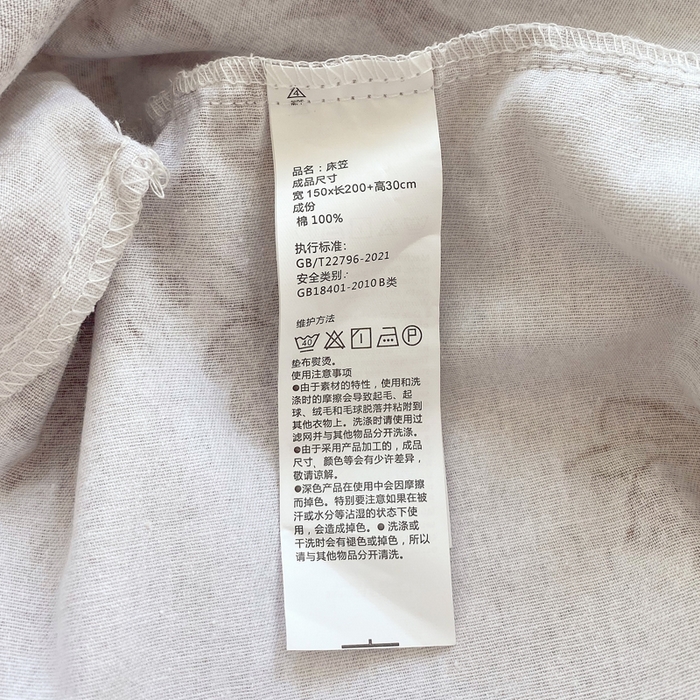 品名：床笠
成品尺寸
宽 150x长200+高30cm
成份
棉 100%
执行标准：
GB/T22796-2021
安全类别：
GB18401-2010 B类
维护方法
40 P
垫布熨烫。
使用注意事项
●由于素材的特性，使用和洗
涤时的摩擦会导致起毛、起
球、绒毛和毛球脱落并粘附到
其他衣物上。洗涤时请使用过
滤网并与其他物品分开洗涤。
●由于采用产品加工的，成品
尺寸、颜色等会有少许差异，
敬请谅解。
●深色产品在使用中会因摩擦
而掉色。特别要注意如果在被
汗或水分等沾湿的状态下使
用，会造成掉色。● 洗涤或
干洗时会有褪色或掉色，所以
请与其他物品分开清洗。